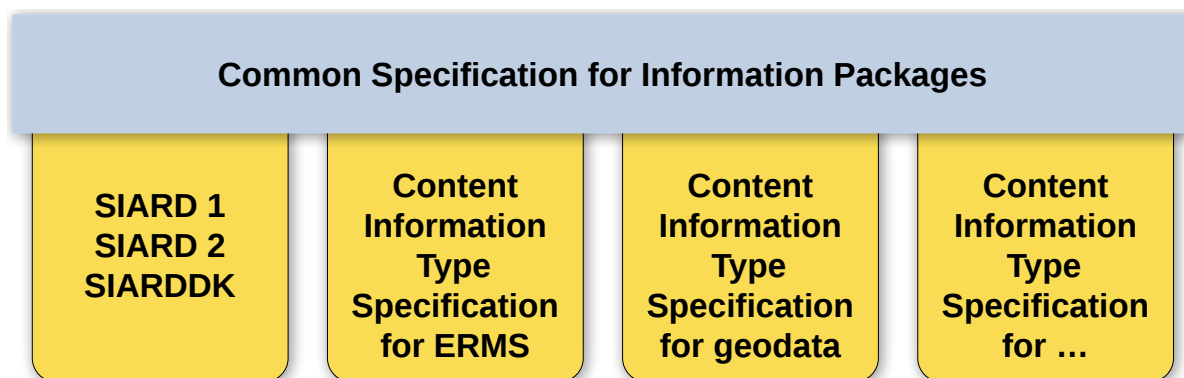 Common Specification for Information Packages
SIARD 1
SIARD 2
SIARDDK
Content
Information
Type
Specification
for ERMS
Content
Information
Type
Specification
for geodata
Content
Information
Type
Specification
for …